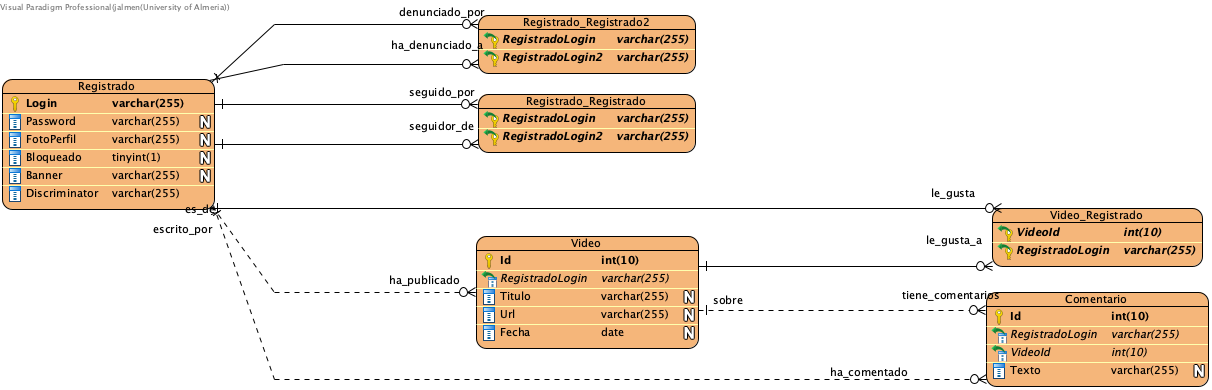 Visual Paradigm Professional(jalmen(University of Almeria))
denunciado_por
ha_denunciado_a
Registrado_Registrado2
RegistradoLogin varchar(255)
RegistradoLogin2 varchar(255)
seguido_por
seguidor_de
Registrado_Registrado
RegistradoLogin varchar(255)
RegistradoLogin2 varchar(255)
Registrado
Login varchar(255)
Password varchar(255) N
FotoPerfil varchar(255) N
Bloqueado tinyint(1) N
Banner varchar(255) N
Discriminator varchar(255)
es_de
escrito_por
le_gusta
le_gusta_a
Video_Registrado
VideoId int(10)
RegistradoLogin varchar(255)
ha_publicado
Video
Id int(10)
RegistradoLogin varchar(255)
Titulo varchar(255) N
Url varchar(255) N
Fecha date N
sobre
tiene_comentarios
Comentario
Id int(10)
RegistradoLogin varchar(255)
VideoId int(10)
Texto varchar(255) N
ha_comentado